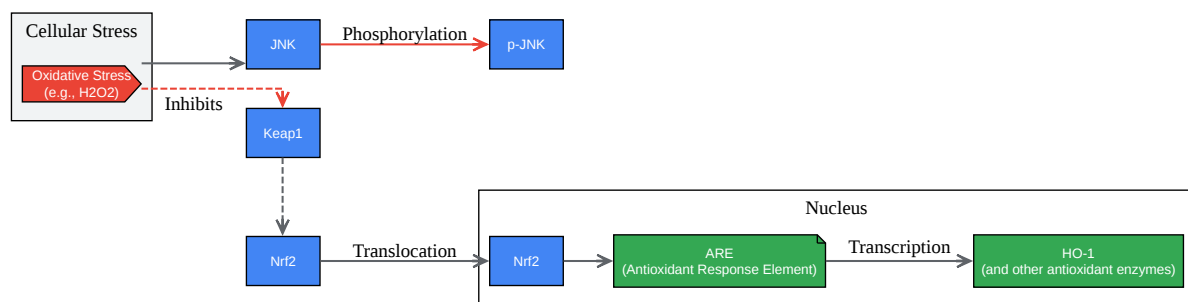 Cellular Stress
JNK
Phosphorylation
p-JNK
Oxidative Stress
(e.g., H2O2)
Inhibits
Keap1
Nucleus
Nrf2
Translocation
Nrf2
ARE
(Antioxidant Response Element)
Transcription
HO-1
(and other antioxidant enzymes)